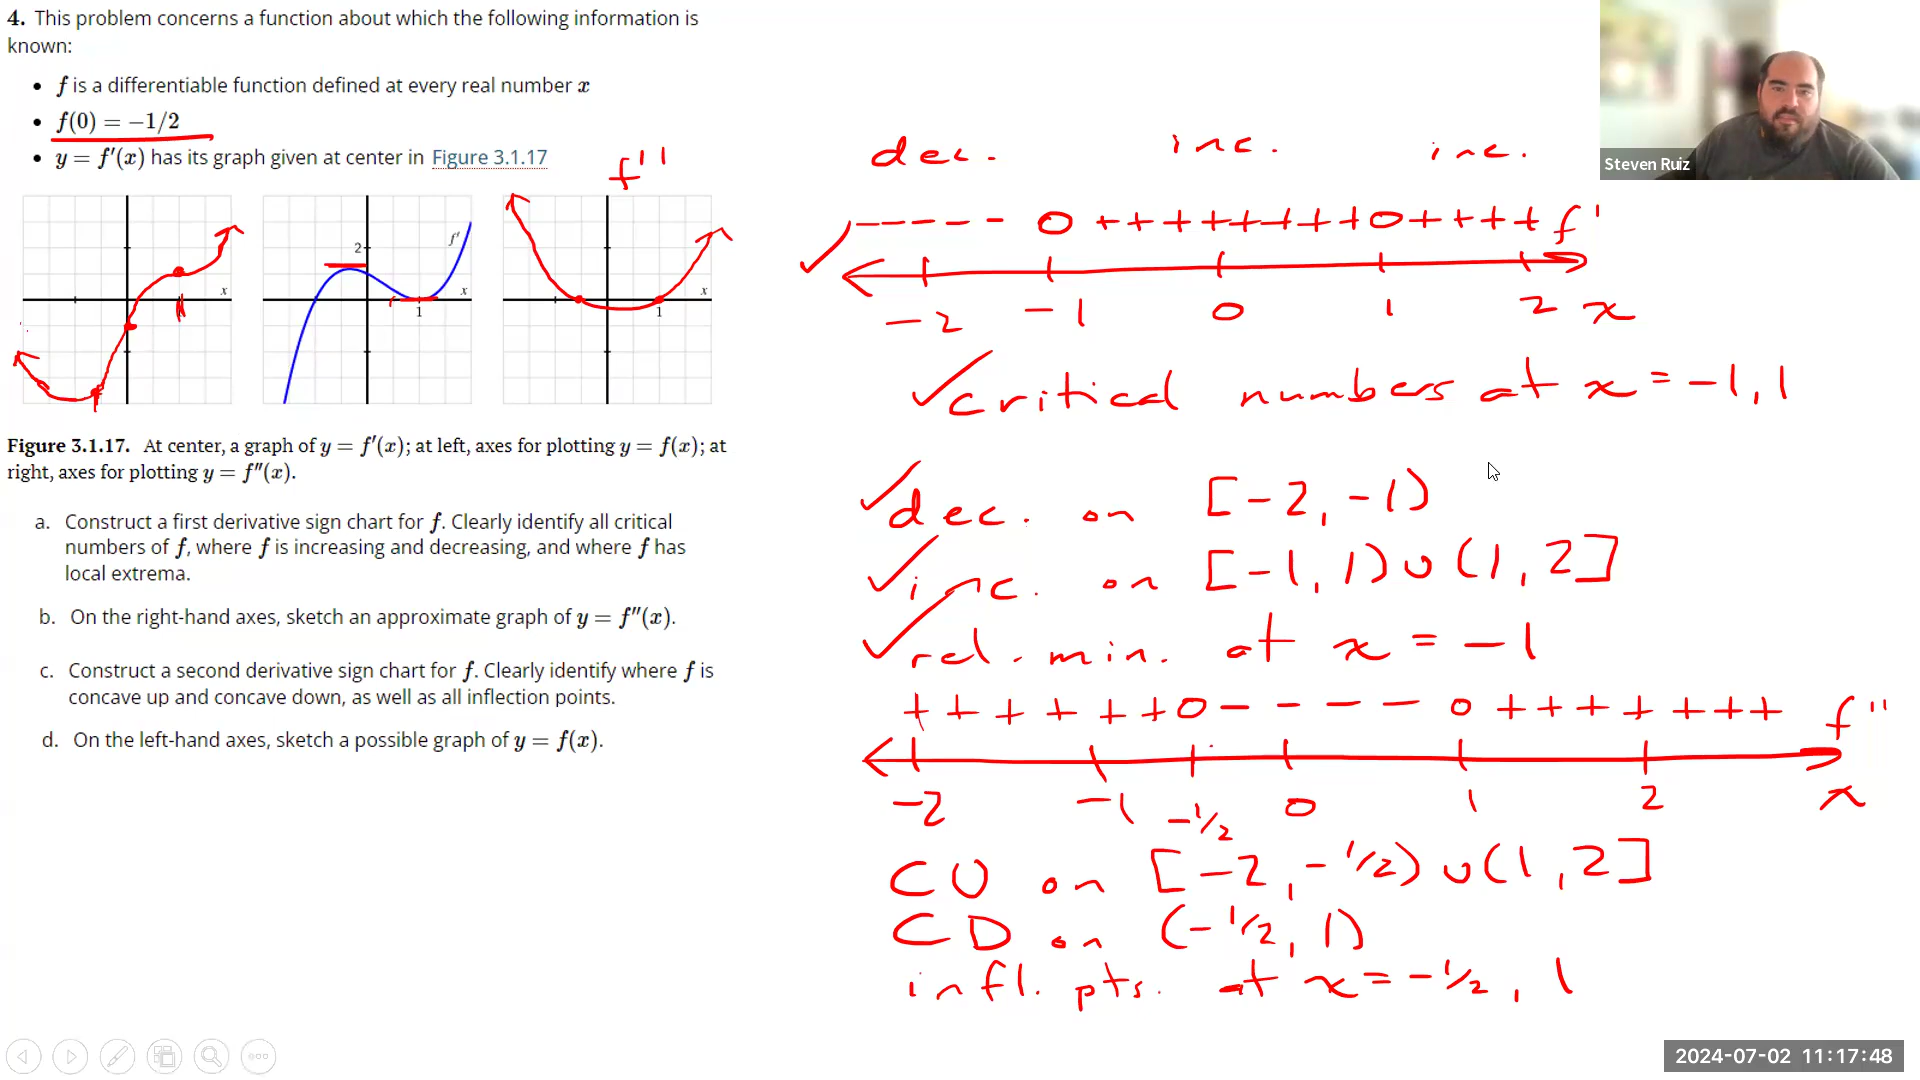 4. This problem concerns a function about which the following information is
known:
• f is a differentiable function defined at every real number x
• f(0) = −1/2
• y = f′(x) has its graph given at center in Figure 3.1.17
f''
x
1
2
f′
x
1
x
1
Figure 3.1.17. At center, a graph of y = f′(x); at left, axes for plotting y = f(x); at
right, axes for plotting y = f″(x).
a. Construct a first derivative sign chart for f. Clearly identify all critical
numbers of f, where f is increasing and decreasing, and where f has
local extrema.
b. On the right-hand axes, sketch an approximate graph of y = f″(x).
c. Construct a second derivative sign chart for f. Clearly identify where f is
concave up and concave down, as well as all inflection points.
d. On the left-hand axes, sketch a possible graph of y = f(x).
Steven Ruiz
dec. inc. inc.
- - - - - - 0 + + + + + + + + + + 0 + + + + f'
-2 -1 0 1 2 x
✓critical numbers at x = -1, 1
✓dec. on [-2, -1)
✓inc. on [-1, 1) ∪ (1, 2]
✓rel. min. at x = -1
+ + + + + + 0 - - - - - 0 + + + + + + + f''
-2 -1 -1/2 0 1 2 x
CU on [-2, -1/2) ∪ (1, 2]
CD on (-1/2, 1)
infl. pts. at x = -1/2, 1
2024-07-02 11:17:48